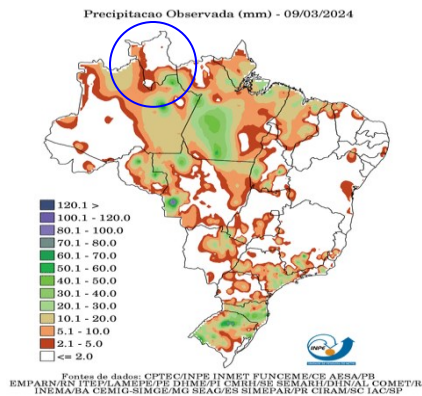 Precipitacao Observada (mm) - 09/03/2024
120.1 >
100.1 - 120.0
80.1 - 100.0
70.1 - 80.0
60.1 - 70.0
50.1 - 60.0
40.1 - 50.0
30.1 - 40.0
20.1 - 30.0
10.1 - 20.0
5.1 - 10.0
2.1 - 5.0
<= 2.0
INPE
Fontes de dados: CPTEC/INPE INMET FUNCEME/CE AESA/PB
EMPARN/RN ITEP/LAMEPE/PE DHME/PI CMRH/SE SEMARH/DHN/AL COMET/R
INEMA/BA CEMIG-SIMGE/MG SEAG/ES SIMEPAR/PR CIRAM/SC IAC/SP